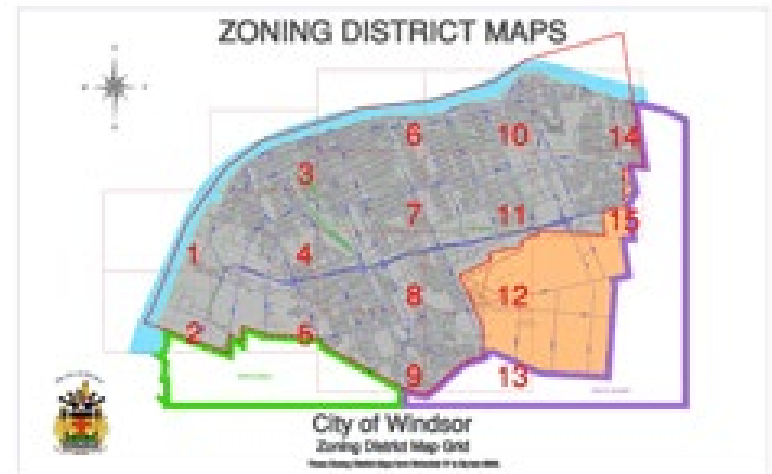 ZONING DISTRICT MAPS
6 10 14
3
7 11 15
1 4
8 12
2 5
9 13
City of Windsor
Zoning District Map Grid